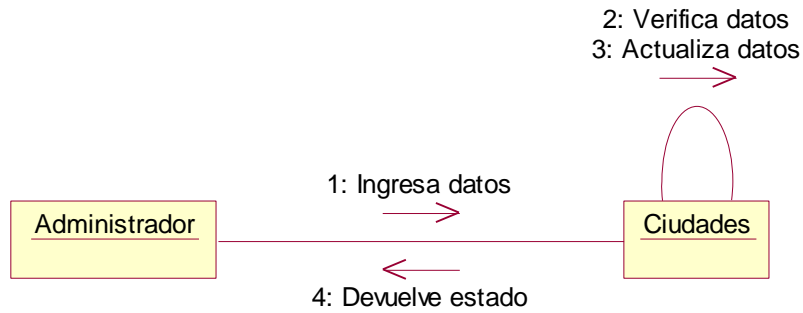 2: Verifica datos
3: Actualiza datos
1: Ingresa datos
Administrador
Ciudades
4: Devuelve estado